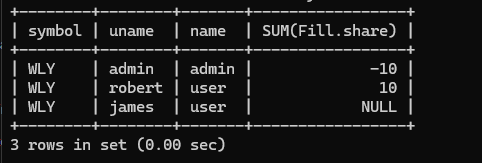 +--------+--------+-------+-----------------+
| symbol | uname  | name  | SUM(Fill.share) |
+--------+--------+-------+-----------------+
| WLY    | admin  | admin |             -10 |
| WLY    | robert | user  |              10 |
| WLY    | james  | user  |            NULL |
+--------+--------+-------+-----------------+
3 rows in set (0.00 sec)